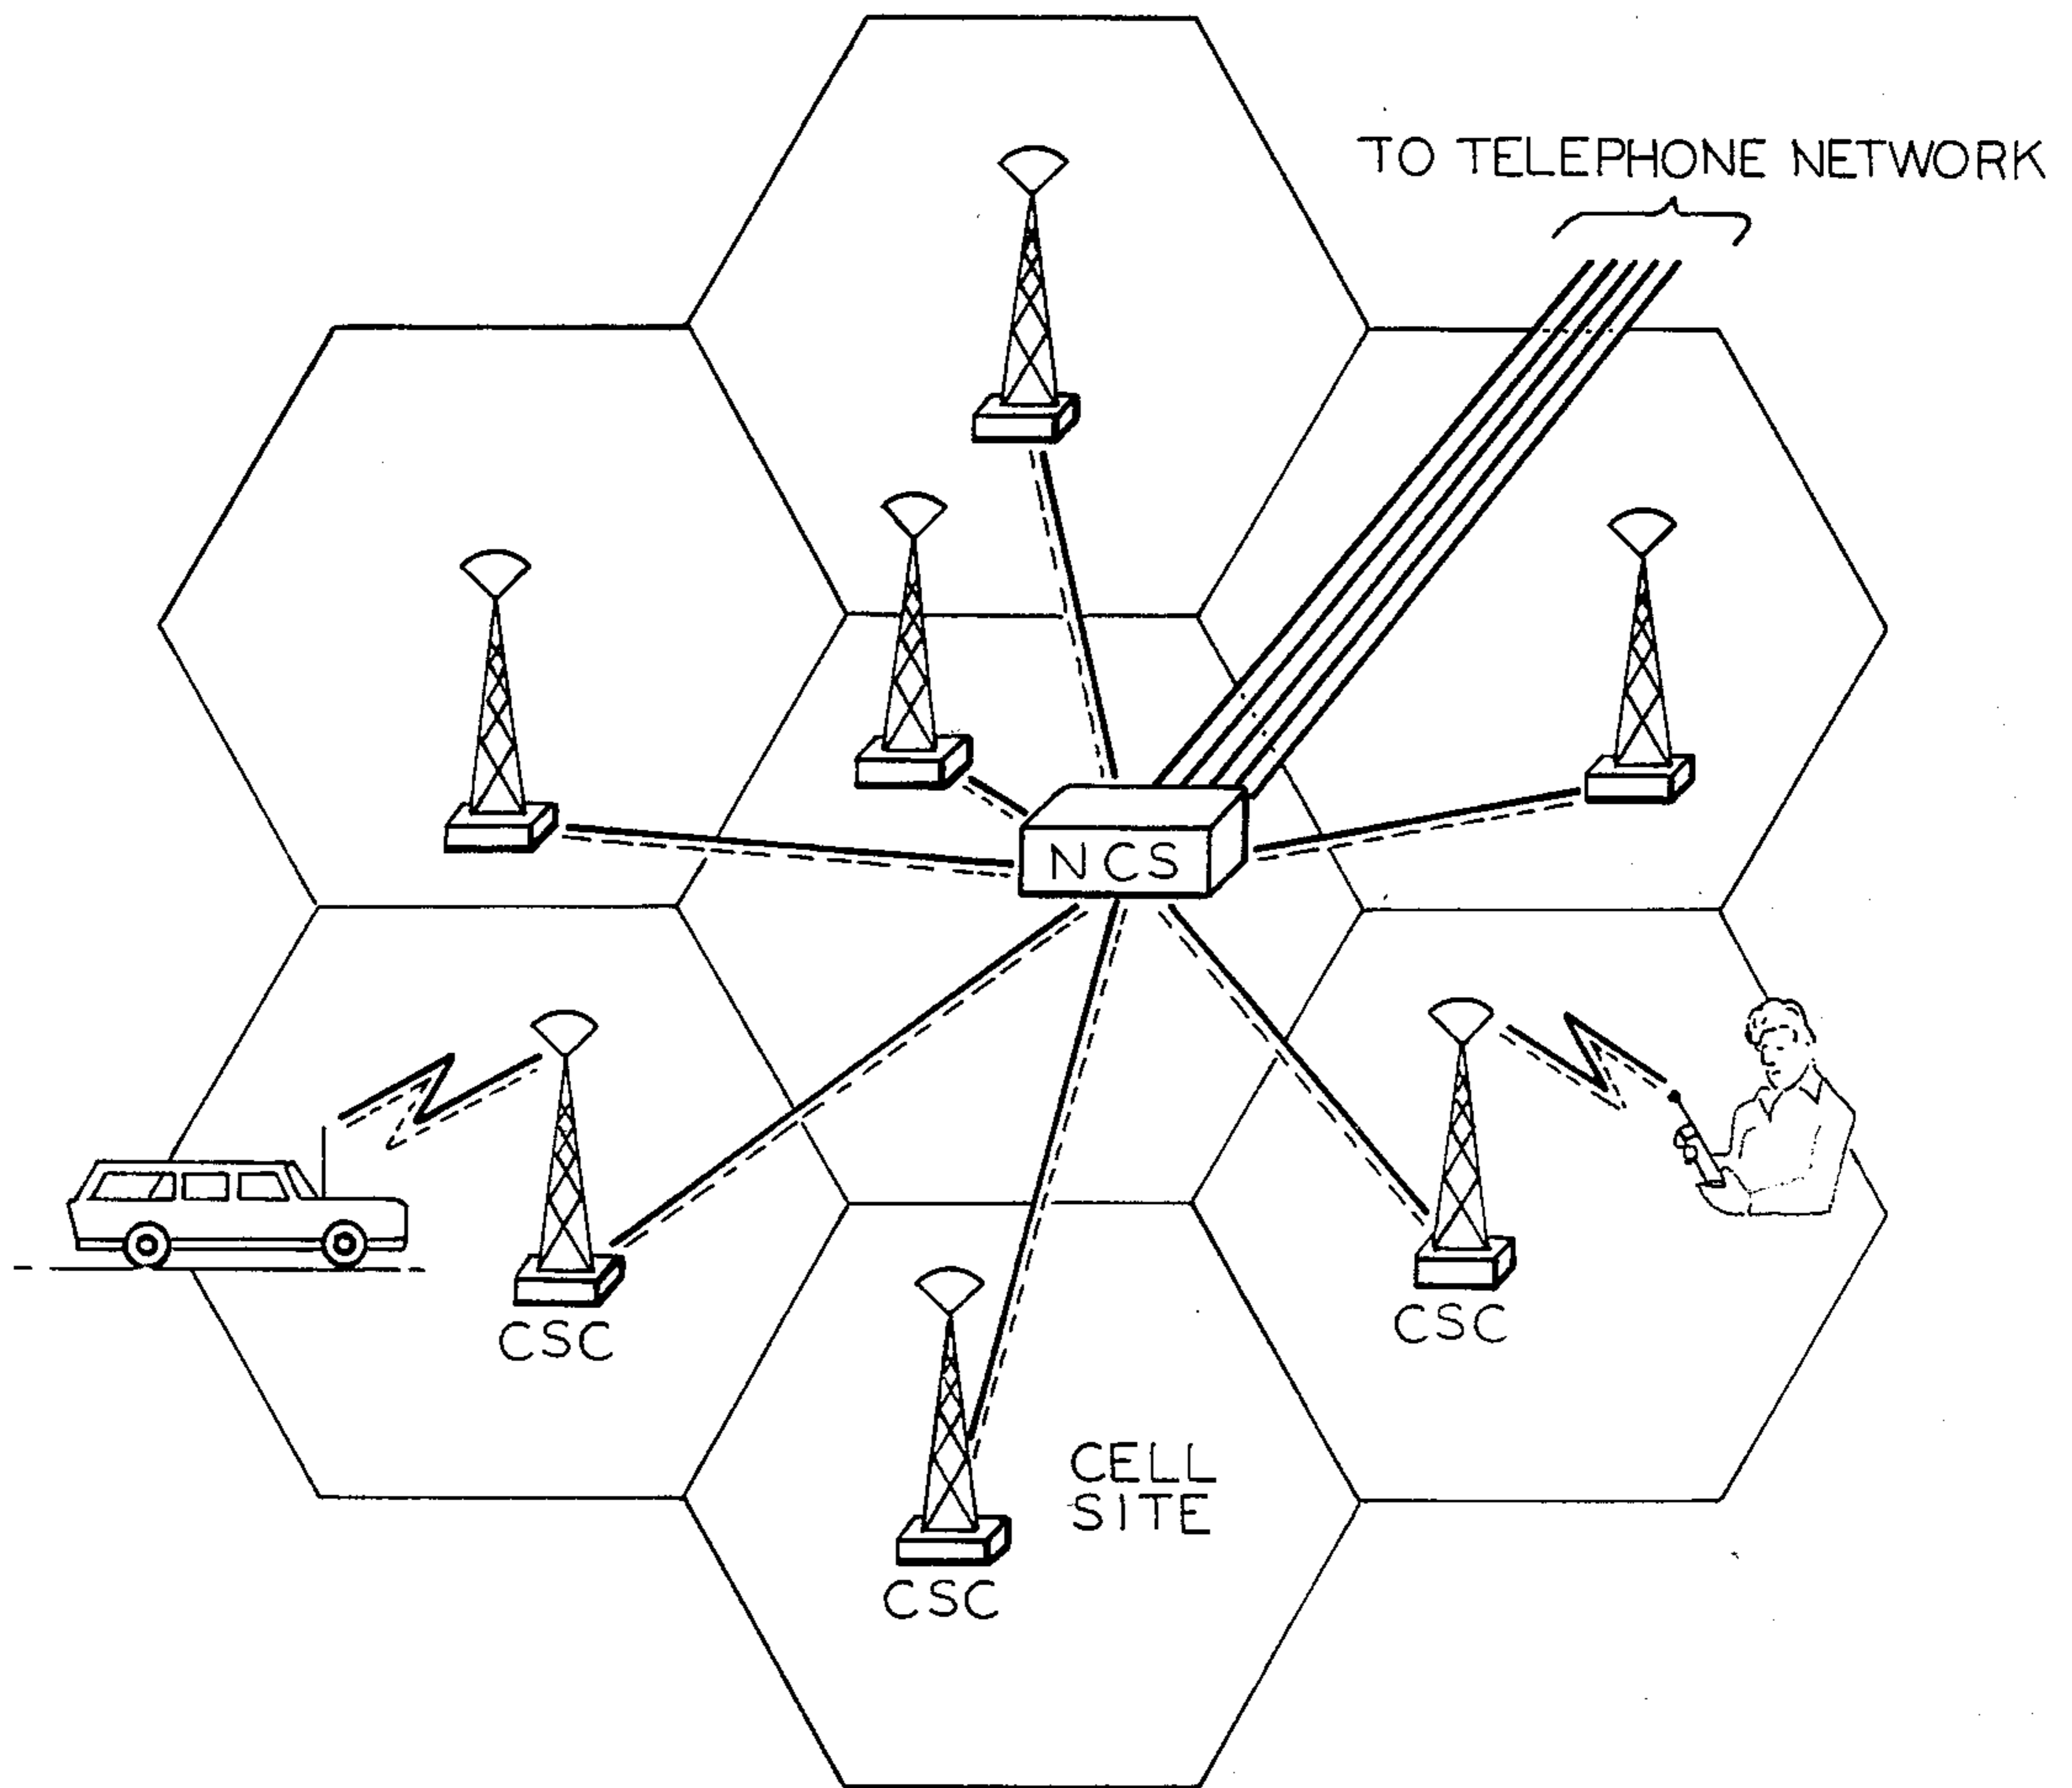 TO TELEPHONE NETWORK
NCS
CSC
CSC
CELL
SITE
CSC